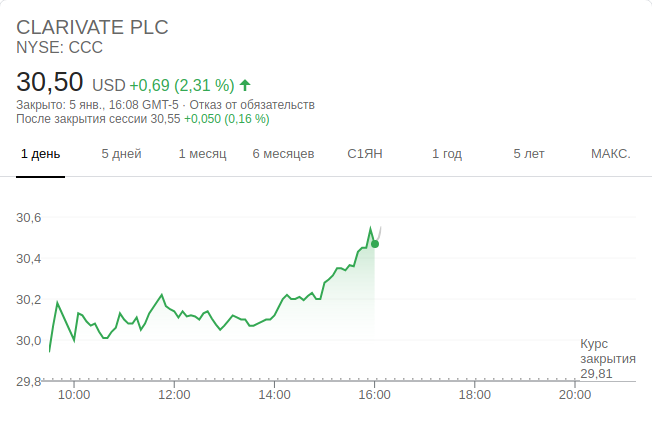 CLARIVATE PLC
NYSE: CCC
30,50 USD +0,69 (2,31 %)
Закрыто: 5 янв., 16:08 GMT-5 · Отказ от обязательств
После закрытия сессии 30,55 +0,050 (0,16 %)
1 день 5 дней 1 месяц 6 месяцев С1ЯН 1 год 5 лет МАКС.
30,6
30,4
30,2
30,0
Курс
закрытия
29,81
29,8
10:00 12:00 14:00 16:00 18:00 20:00